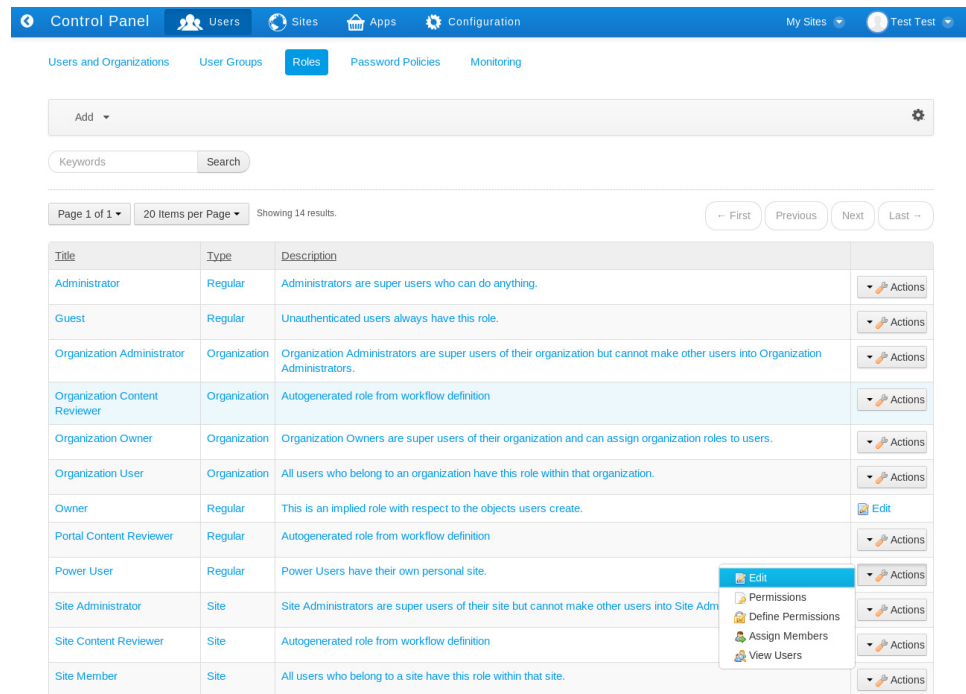 Control Panel Users Sites Apps Configuration My Sites Test Test
Users and Organizations User Groups Roles Password Policies Monitoring
Add
Keywords Search
Page 1 of 1 20 Items per Page Showing 14 results. ← First Previous Next Last →
Title Type Description
Administrator Regular Administrators are super users who can do anything. Actions
Guest Regular Unauthenticated users always have this role. Actions
Organization Administrator Organization Organization Administrators are super users of their organization but cannot make other users into Organization Actions
Administrators.
Organization Content Organization Autogenerated role from workflow definition Actions
Reviewer
Organization Owner Organization Organization Owners are super users of their organization and can assign organization roles to users. Actions
Organization User Organization All users who belong to an organization have this role within that organization. Actions
Owner Regular This is an implied role with respect to the objects users create. Edit
Portal Content Reviewer Regular Autogenerated role from workflow definition Actions
Power User Regular Power Users have their own personal site. Actions
Edit
Permissions
Define Permissions
Assign Members
View Users
Site Administrator Site Site Administrators are super users of their site but cannot make other users into Site Adm Actions
Site Content Reviewer Site Autogenerated role from workflow definition Actions
Site Member Site All users who belong to a site have this role within that site. Actions